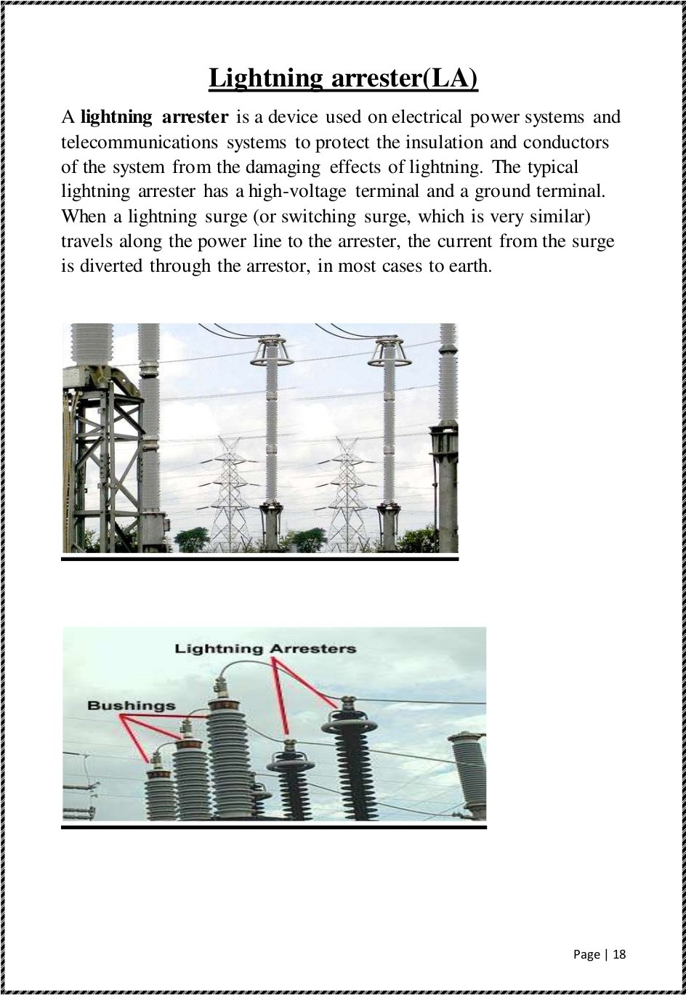 Lightning arrester(LA)
A lightning arrester is a device used on electrical power systems and
telecommunications systems to protect the insulation and conductors
of the system from the damaging effects of lightning. The typical
lightning arrester has a high-voltage terminal and a ground terminal.
When a lightning surge (or switching surge, which is very similar)
travels along the power line to the arrester, the current from the surge
is diverted through the arrestor, in most cases to earth.
Lightning Arresters
Bushings
Page | 18